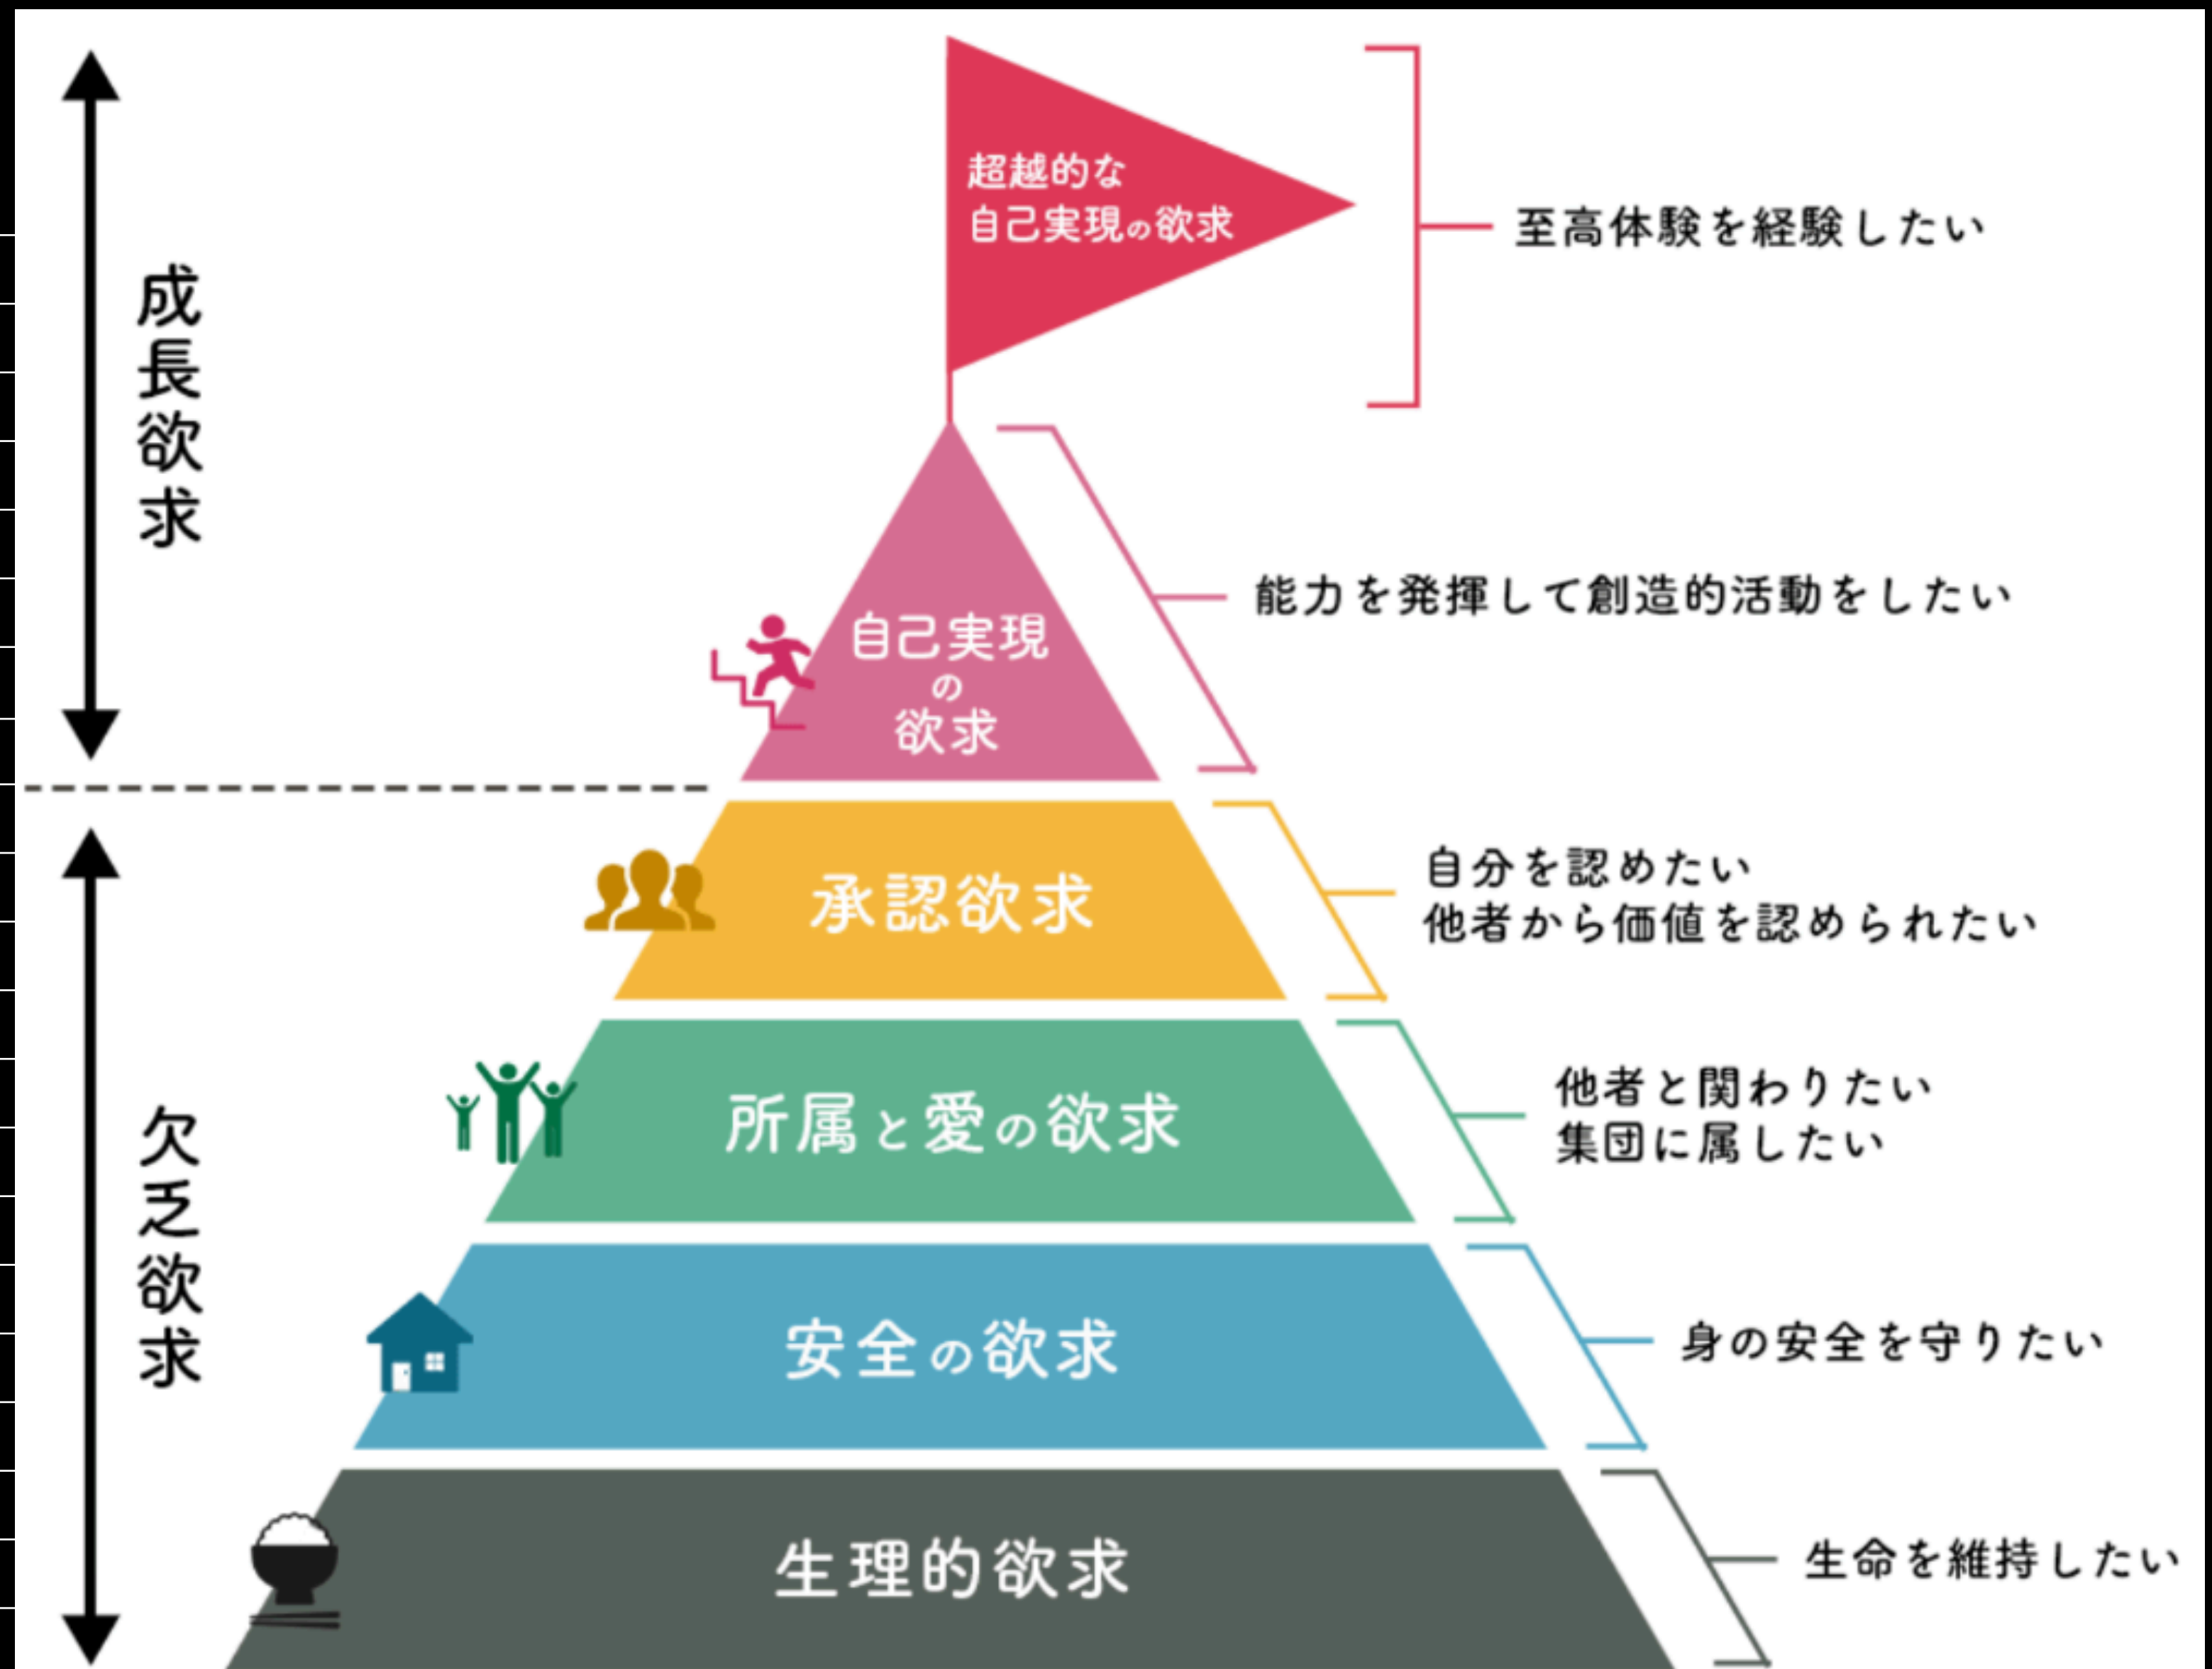 成長欲求
超越的な
自己実現の欲求
至高体験を経験したい
自己実現
の
欲求
能力を発揮して創造的活動をしたい
欠乏欲求
承認欲求
自分を認めたい
他者から価値を認められたい
所属と愛の欲求
他者と関わりたい
集団に属したい
安全の欲求
身の安全を守りたい
生理的欲求
生命を維持したい